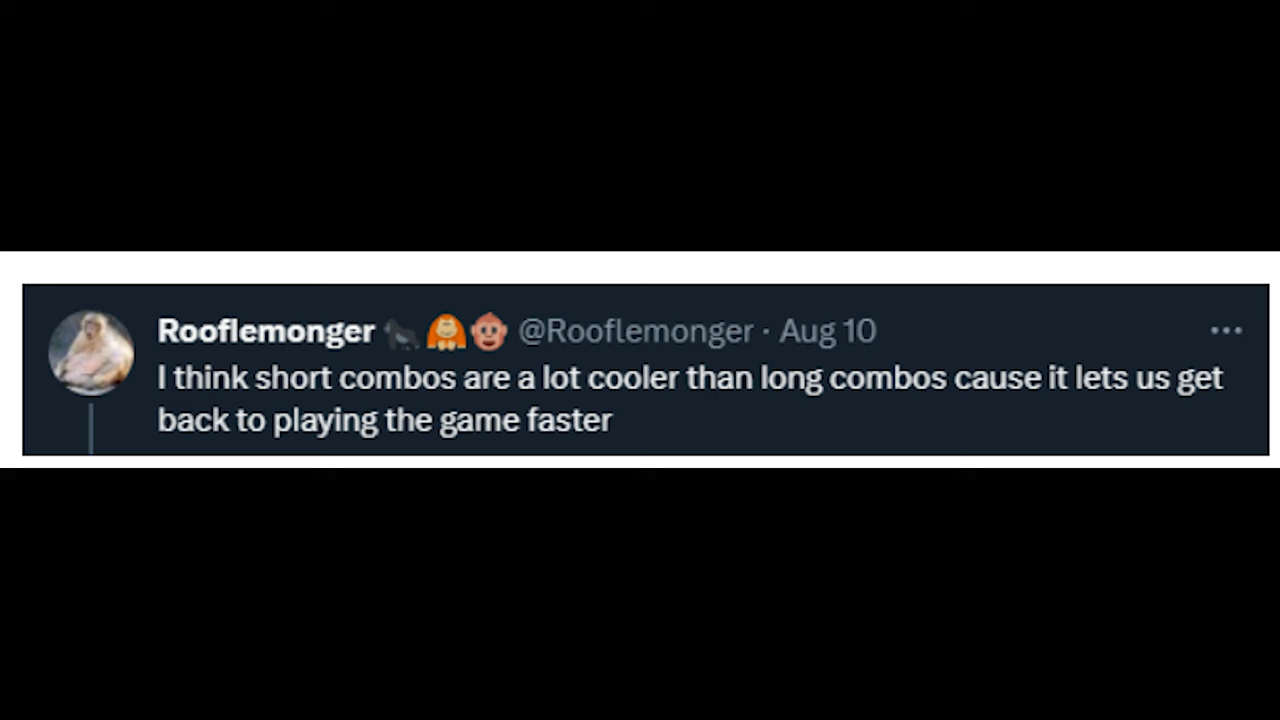 Rooflemonger 🦍🦧🐵 @Rooflemonger · Aug 10
I think short combos are a lot cooler than long combos cause it lets us get
back to playing the game faster